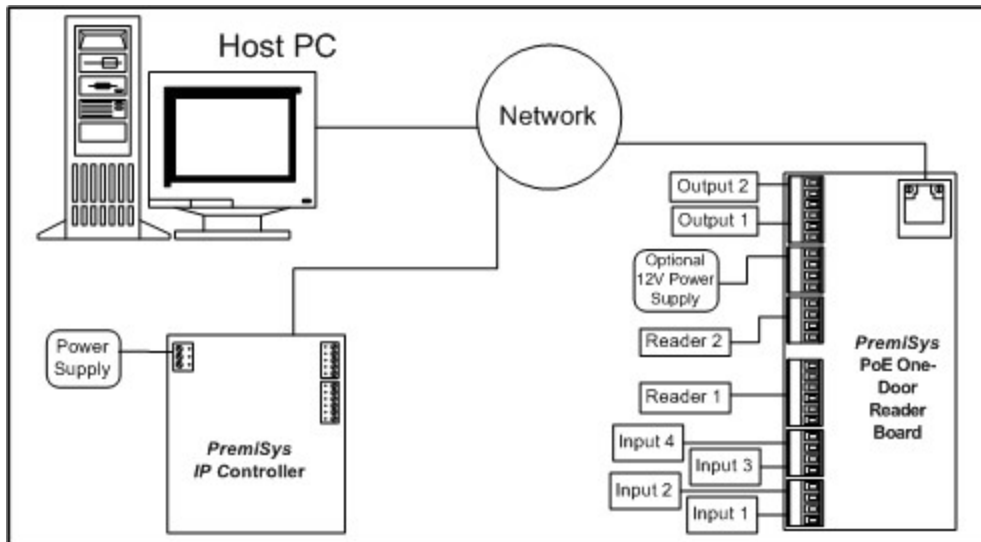 Host PC
Network
Output 2
Output 1
Optional
12V Power
Supply
Reader 2
Reader 1
Input 4
Input 3
Input 2
Input 1
PremiSys
PoE One-
Door
Reader
Board
Power
Supply
PremiSys
IP Controller